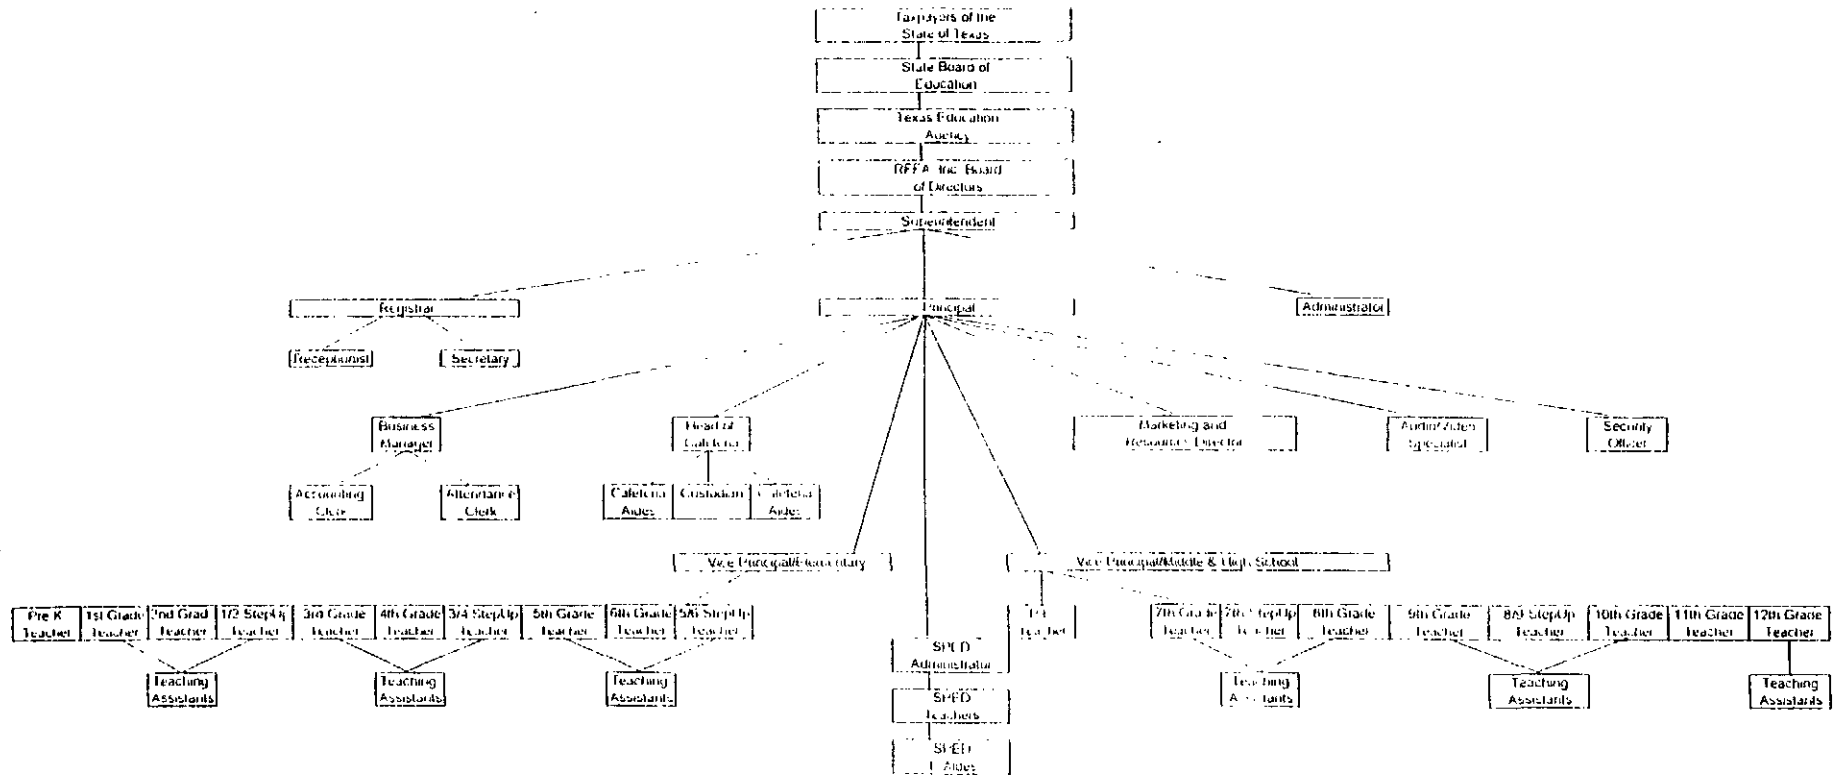 Taxpayers of the
State of Texas
State Board of
Education
Texas Education
Agency
Inc. Board
of Directors
Superintendent
Registrar
Principal
Administrator
Receptionist
Secretary
Business
Manager
Head of
Cafeteria
Marketing and
Resources Director
Audio/Video
Specialist
Security
Officer
Accounting
Clerk
Attendance
Clerk
Cafeteria
Aides
Custodian
Cafeteria
Aides
Vice Principal/Elementary
Vice Principal/Middle & High School
Pre K
Teacher
1st Grade
Teacher
2nd Grad
Teacher
1/2 StepUp
Teacher
3rd Grade
Teacher
4th Grade
Teacher
3/4 StepUp
Teacher
5th Grade
Teacher
6th Grade
Teacher
5/6 StepUp
Teacher
Teacher
7th Grade
Teacher
StepUp
Teacher
8th Grade
Teacher
9th Grade
Teacher
8/9 StepUp
Teacher
10th Grade
Teacher
11th Grade
Teacher
12th Grade
Teacher
SPED
Administrator
Teaching
Assistants
Teaching
Assistants
Teaching
Assistants
Teaching
Assistants
Teaching
Assistants
Teaching
Assistants
SPED
Teachers
SPED
Aides